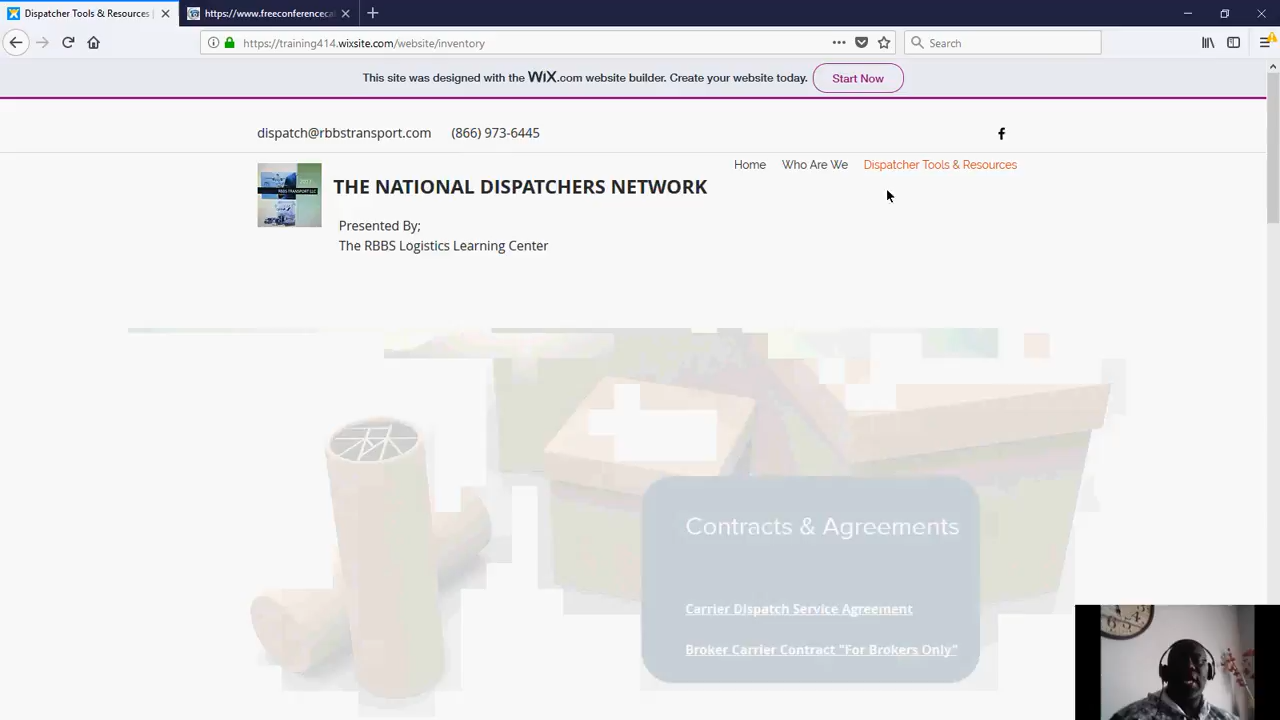 Dispatcher Tools & Resources |
https://www.freeconferenceca
https://training414.wixsite.com/website/inventory
Search
This site was designed with the WiX.com website builder. Create your website today.
Start Now
dispatch@rbbstransport.com (866) 973-6445
Home Who Are We Dispatcher Tools & Resources
THE NATIONAL DISPATCHERS NETWORK
Presented By;
The RBBS Logistics Learning Center
Contracts & Agreements
Carrier Dispatch Service Agreement
Broker Carrier Contract "For Brokers Only"